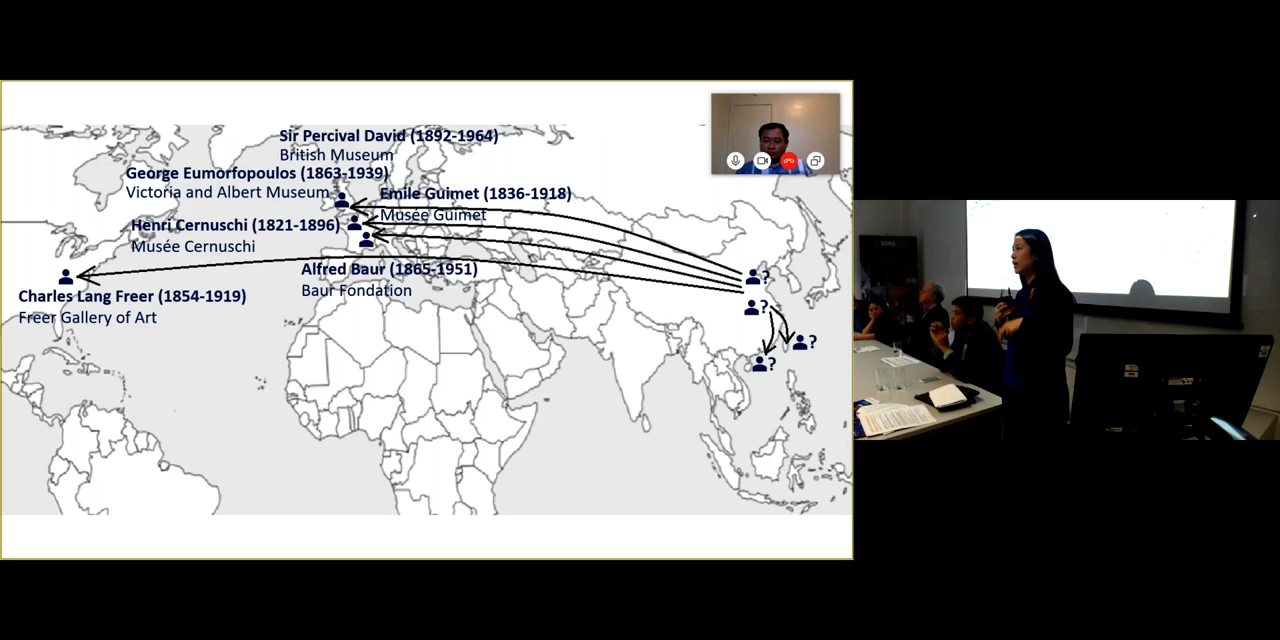 Sir Percival David (1892-1964)
British Museum
George Eumorfopoulos (1863-1939)
Victoria and Albert Museum
Emile Guimet (1836-1918)
Musée Guimet
Henri Cernuschi (1821-1896)
Musée Cernuschi
Alfred Baur (1865-1951)
Baur Fondation
Charles Lang Freer (1854-1919)
Freer Gallery of Art
?
?
?
?
SOAS